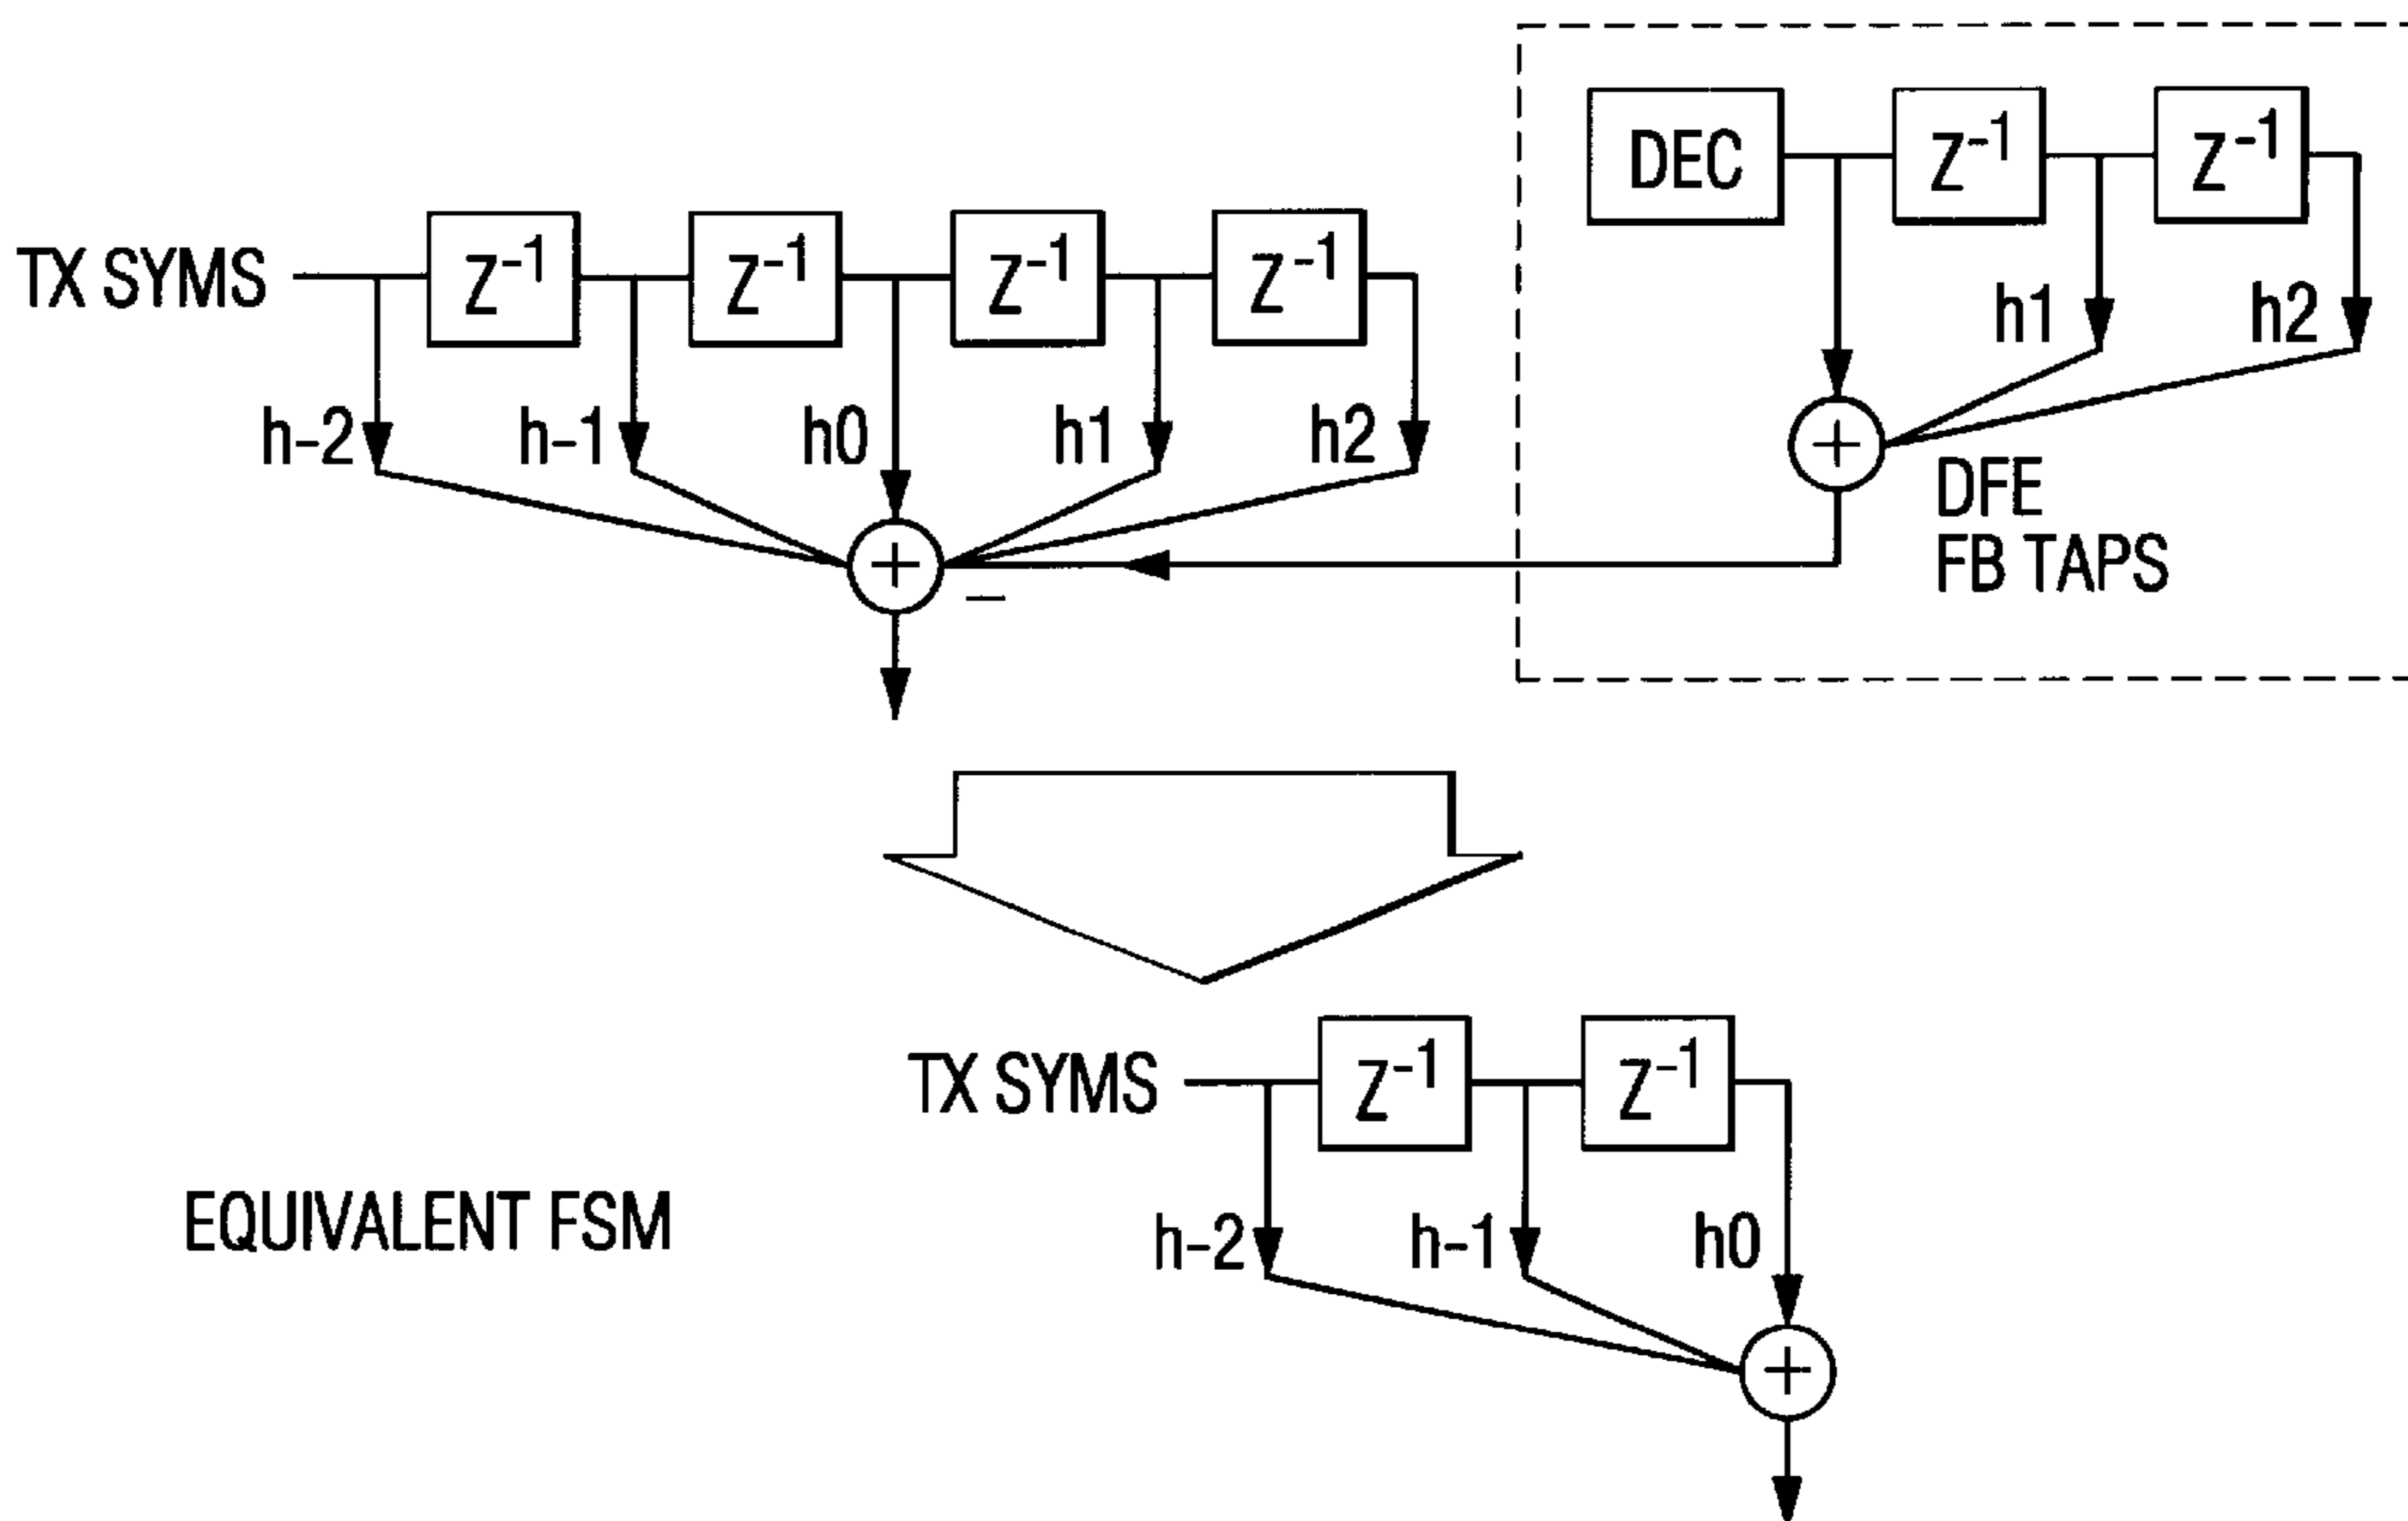 DEC
Z-1
Z-1
TX SYMS
Z-1
Z-1
Z-1
Z-1
h1
h2
h-2
h-1
h0
h1
h2
+
DFE
FB TAPS
+
–
TX SYMS
Z-1
Z-1
EQUIVALENT FSM
h-2
h-1
h0
+